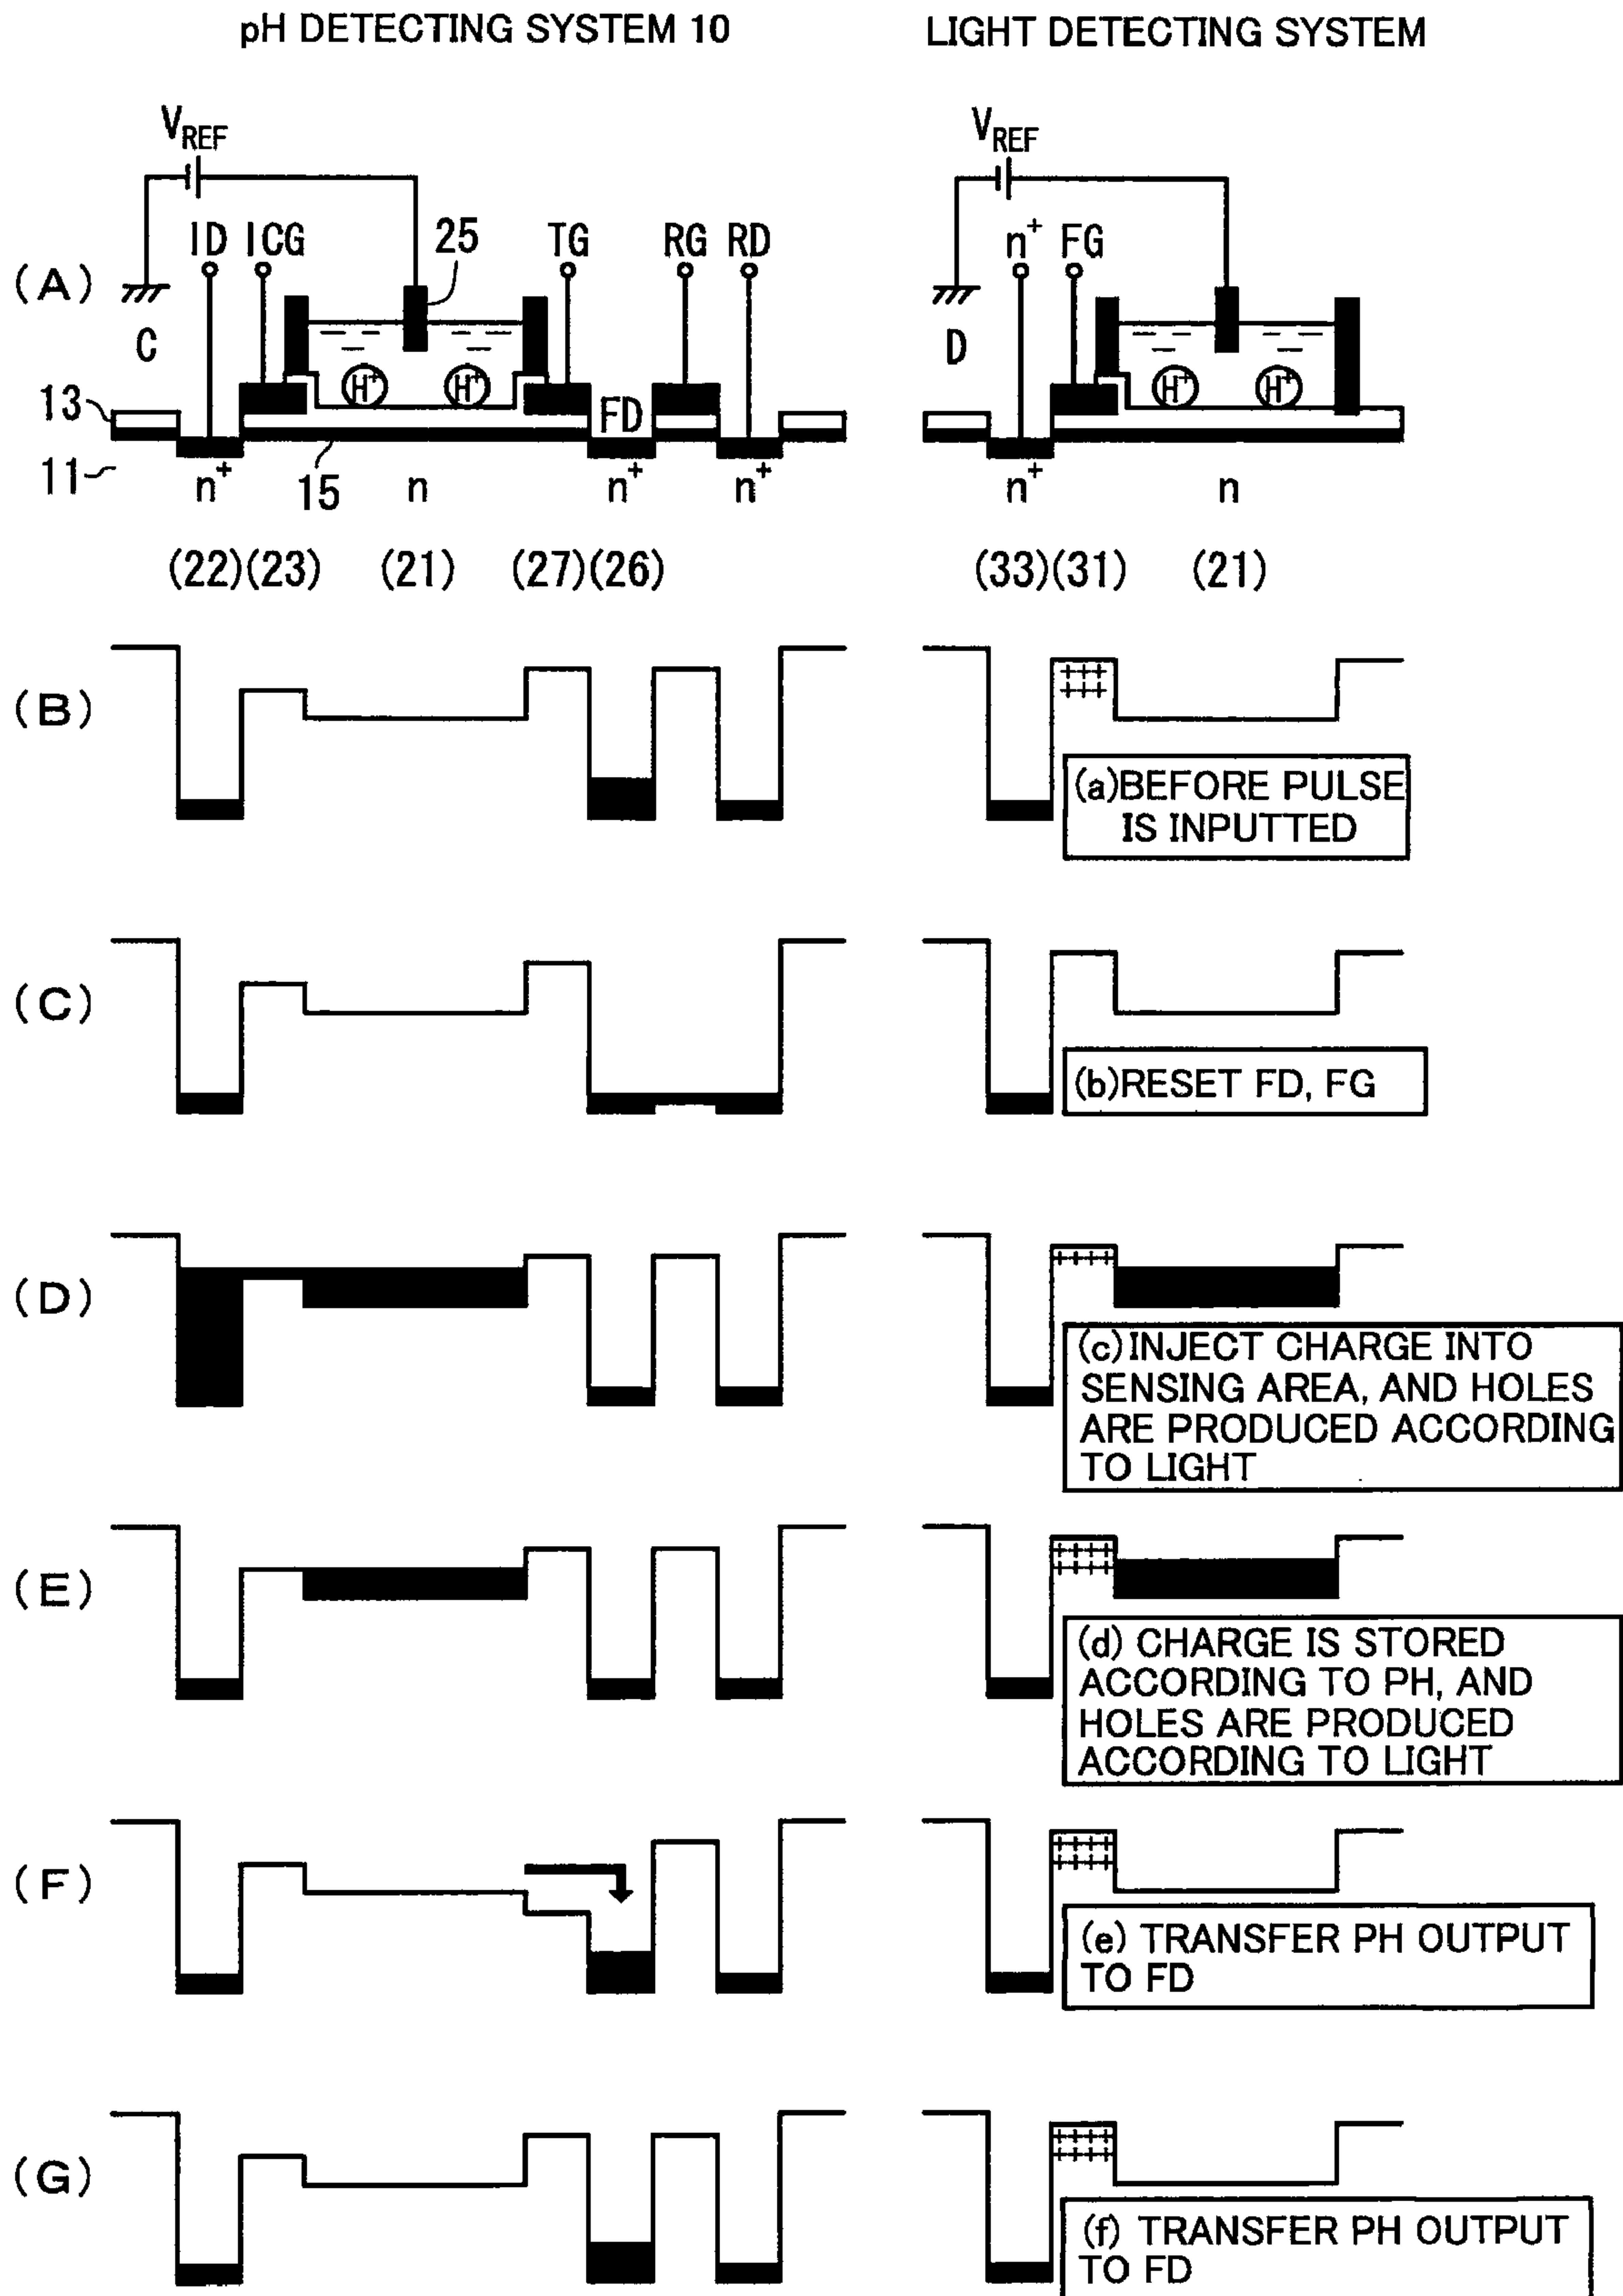 pH DETECTING SYSTEM 10
LIGHT DETECTING SYSTEM
(A)
V_REF
ID ICG
25
TG
RG RD
C
H+
H+
FD
13
11
n+
15
n
n+
n+
V_REF
n+ FG
D
H+
H+
n+
n
(22)(23) (21) (27)(26)
(33)(31) (21)
(B)
+++
+++
(a)BEFORE PULSE
IS INPUTTED
(C)
(b)RESET FD, FG
(D)
++++
(c)INJECT CHARGE INTO
SENSING AREA, AND HOLES
ARE PRODUCED ACCORDING
TO LIGHT
(E)
++++
++++
(d) CHARGE IS STORED
ACCORDING TO PH, AND
HOLES ARE PRODUCED
ACCORDING TO LIGHT
(F)
++++
++++
(e) TRANSFER PH OUTPUT
TO FD
(G)
++++
++++
(f) TRANSFER PH OUTPUT
TO FD